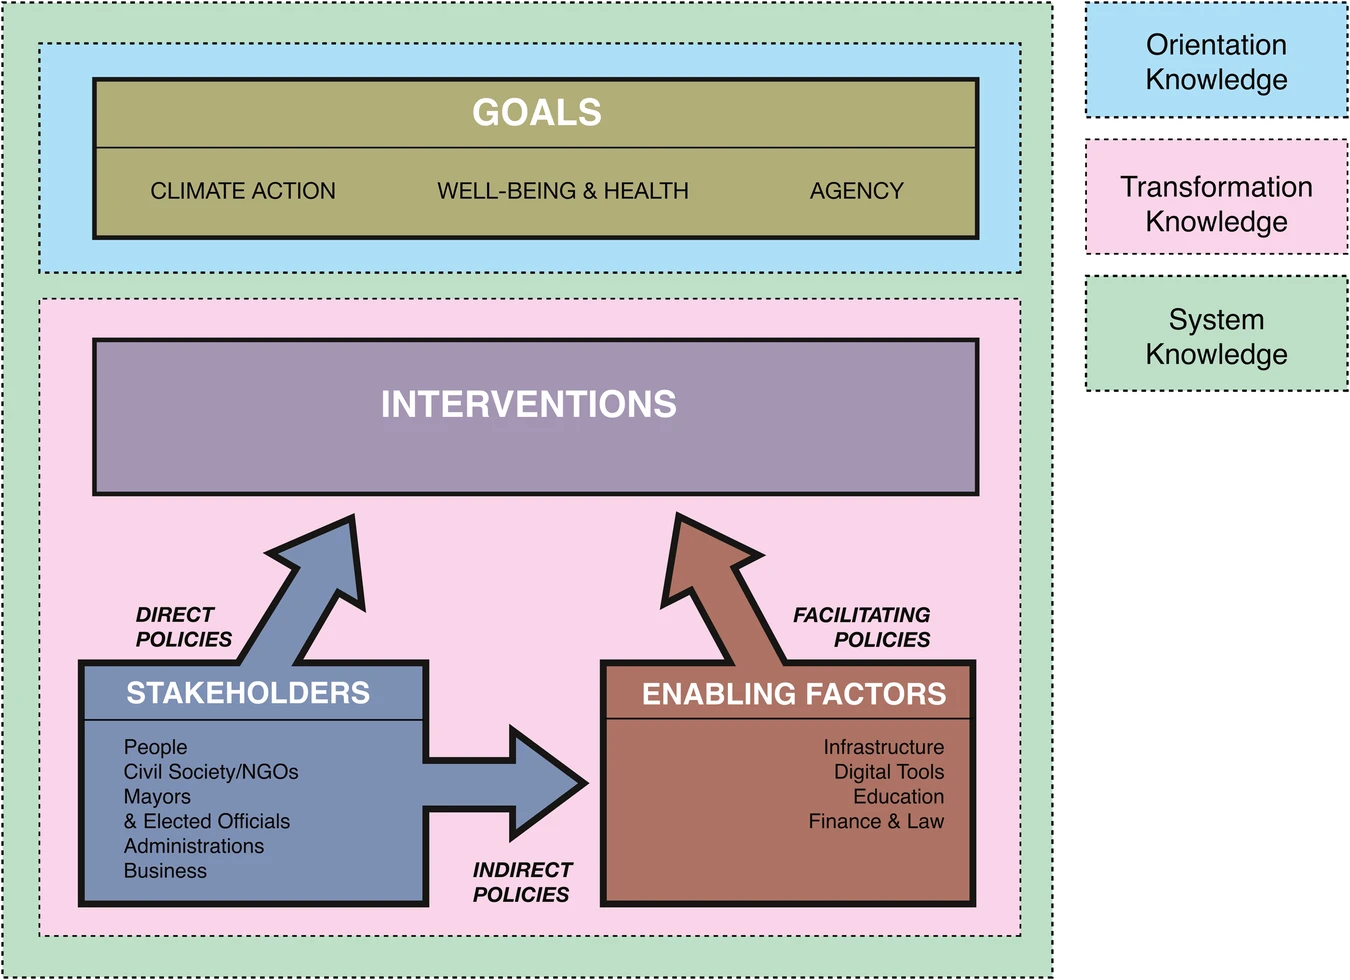 GOALS
CLIMATE ACTION
WELL-BEING & HEALTH
AGENCY
INTERVENTIONS
DIRECT
POLICIES
FACILITATING
POLICIES
STAKEHOLDERS
People
Civil Society/NGOs
Mayors
& Elected Officials
Administrations
Business
INDIRECT
POLICIES
ENABLING FACTORS
Infrastructure
Digital Tools
Education
Finance & Law
Orientation
Knowledge
Transformation
Knowledge
System
Knowledge